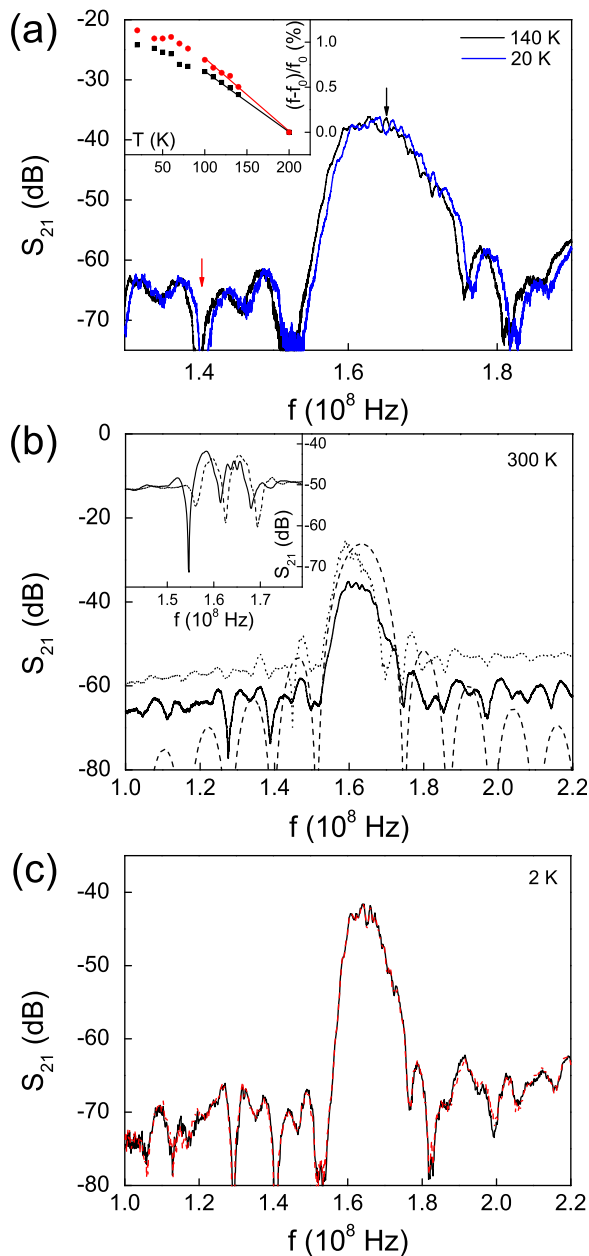 (a)
-20
-30
-40
-50
-60
-70
S21 (dB)
140 K
20 K
1.0
0.5
0.0
(f-f0)/f0 (%)
T (K)
50 100 150 200
1.4 1.6 1.8
f (10^8 Hz)
(b)
0
-20
-40
-60
-80
S21 (dB)
300 K
-40
-50
-60
-70
S21 (dB)
1.5 1.6 1.7
f (10^8 Hz)
1.0 1.2 1.4 1.6 1.8 2.0 2.2
f (10^8 Hz)
(c)
-40
-50
-60
-70
-80
S21 (dB)
2 K
1.0 1.2 1.4 1.6 1.8 2.0 2.2
f (10^8 Hz)